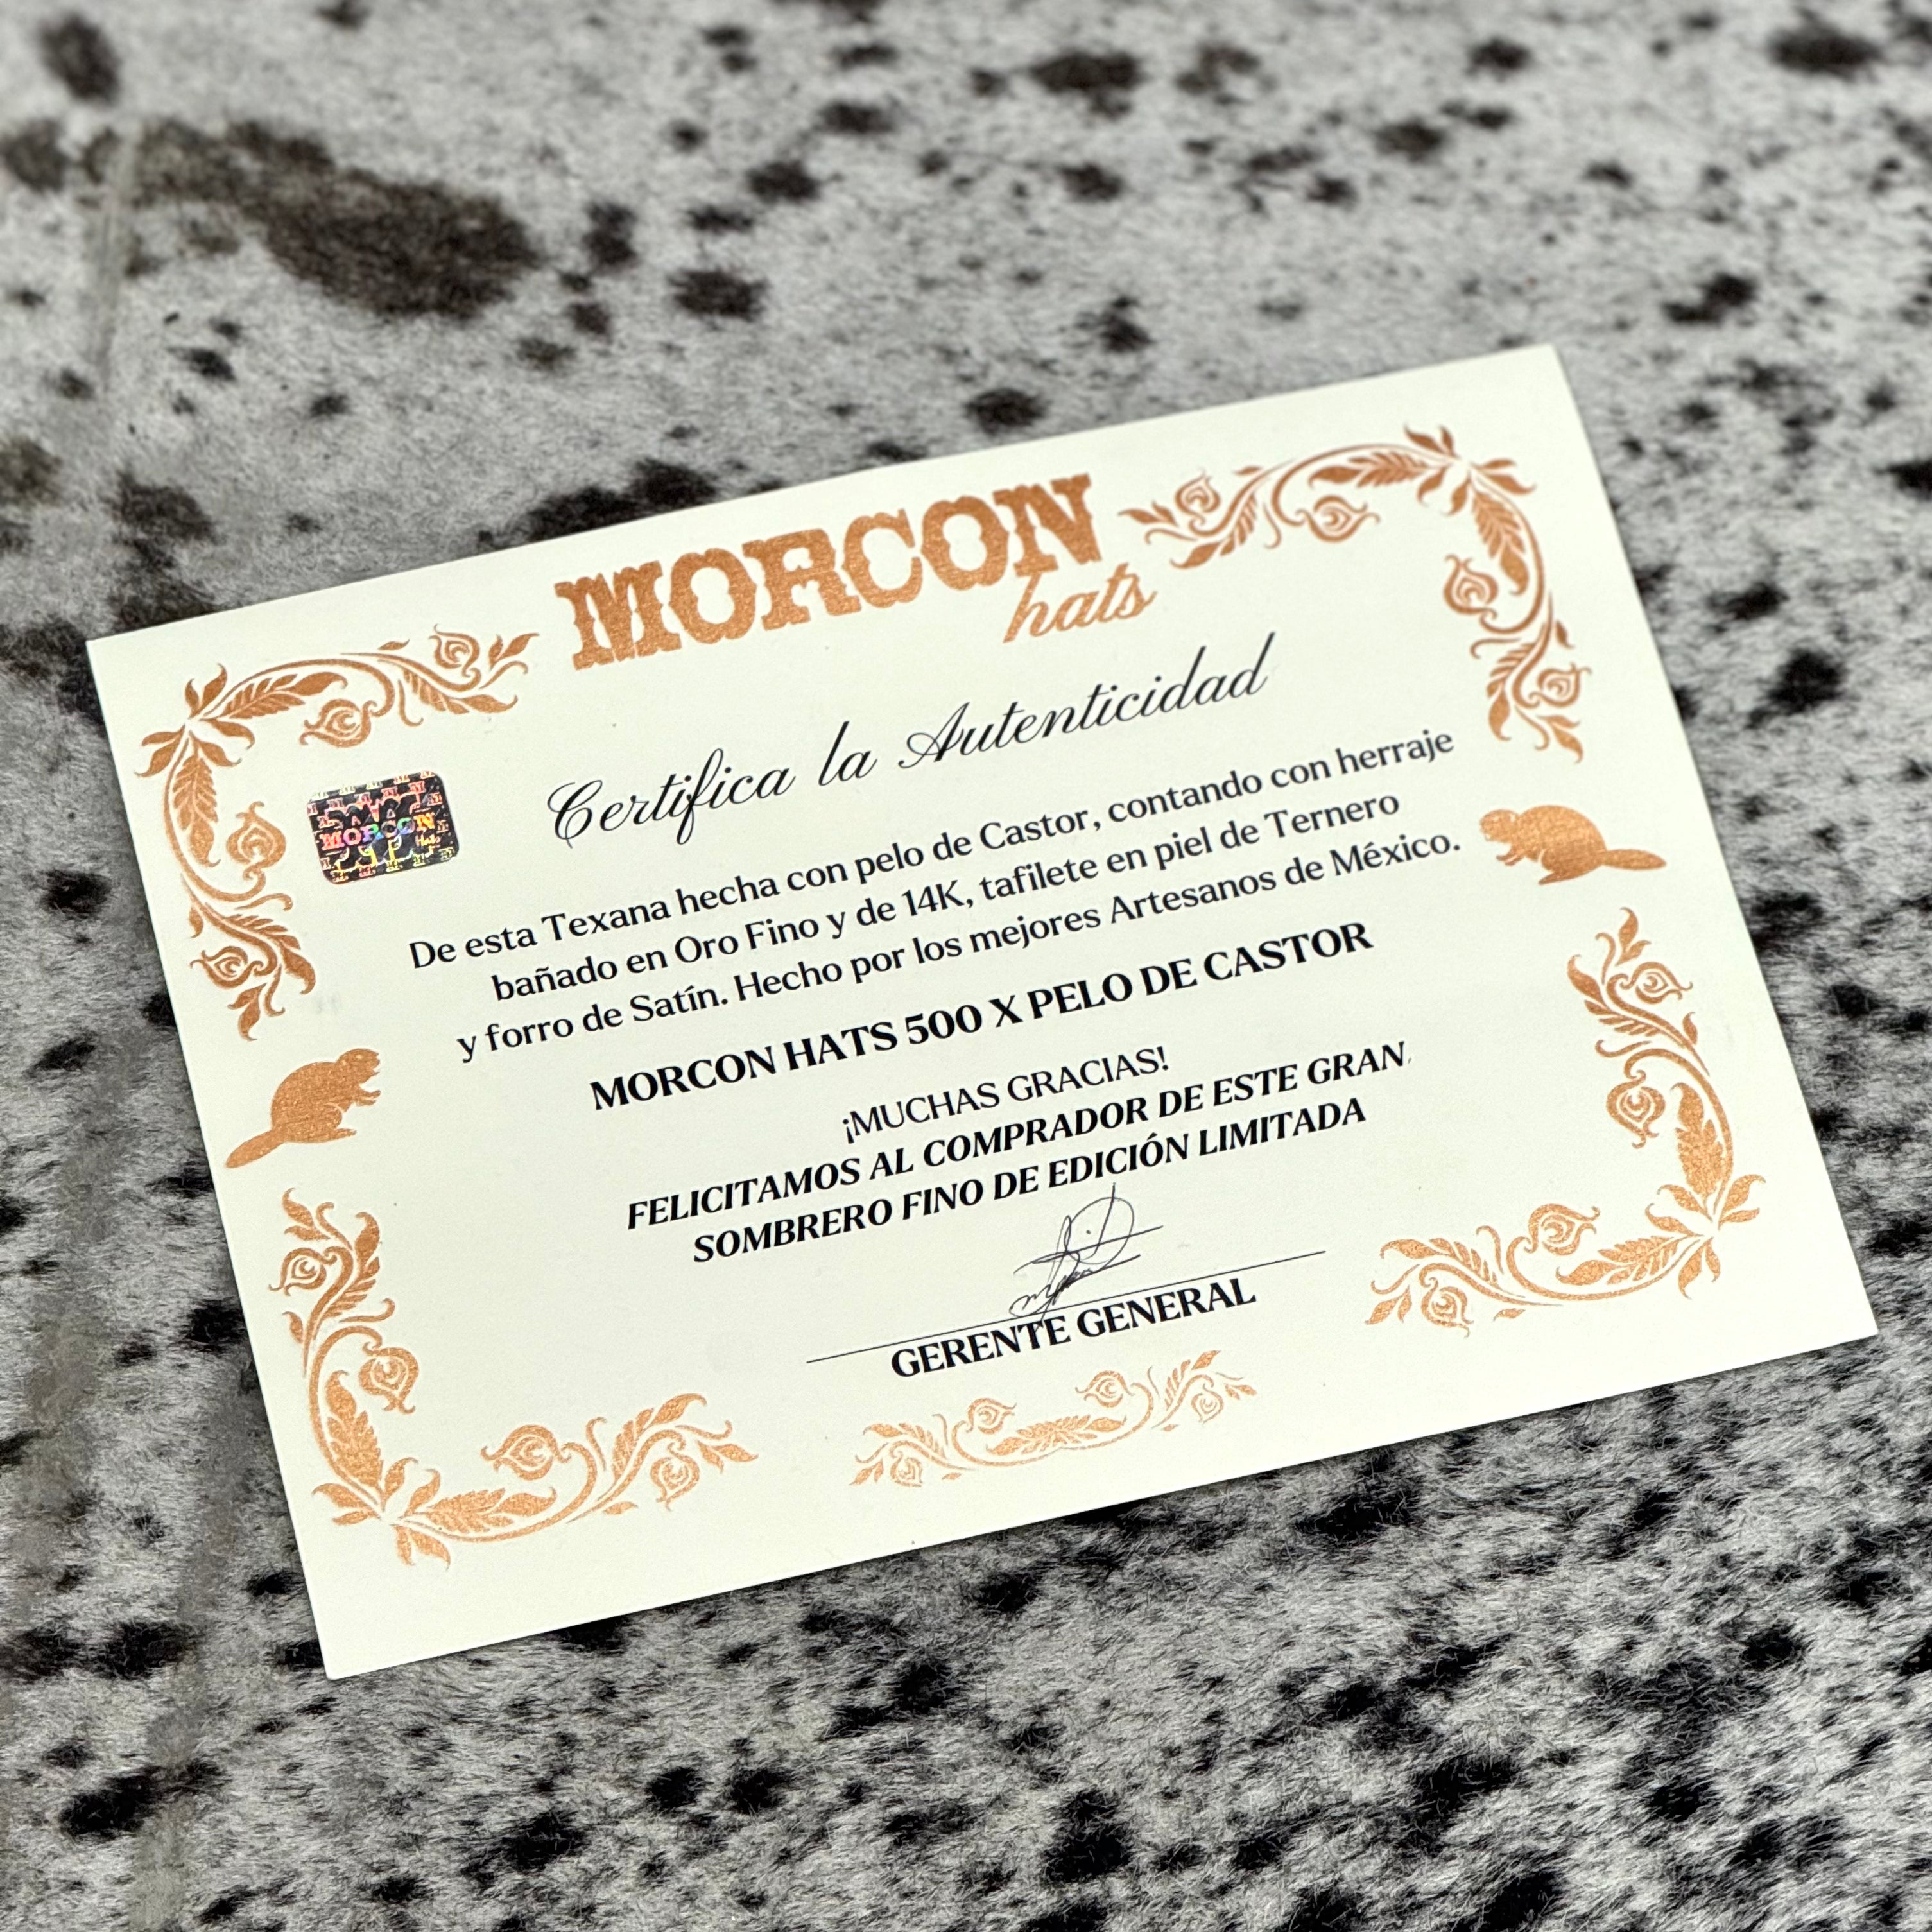 MORCON
hats
Certifica la Autenticidad
MORCON
Hats
De esta Texana hecha con pelo de Castor, contando con herraje
bañado en Oro Fino y de 14K, tafilete en piel de Ternero
y forro de Satín. Hecho por los mejores Artesanos de México.
MORCON HATS 500 X PELO DE CASTOR
¡MUCHAS GRACIAS!
FELICITAMOS AL COMPRADOR DE ESTE GRAN
SOMBRERO FINO DE EDICIÓN LIMITADA
GERENTE GENERAL